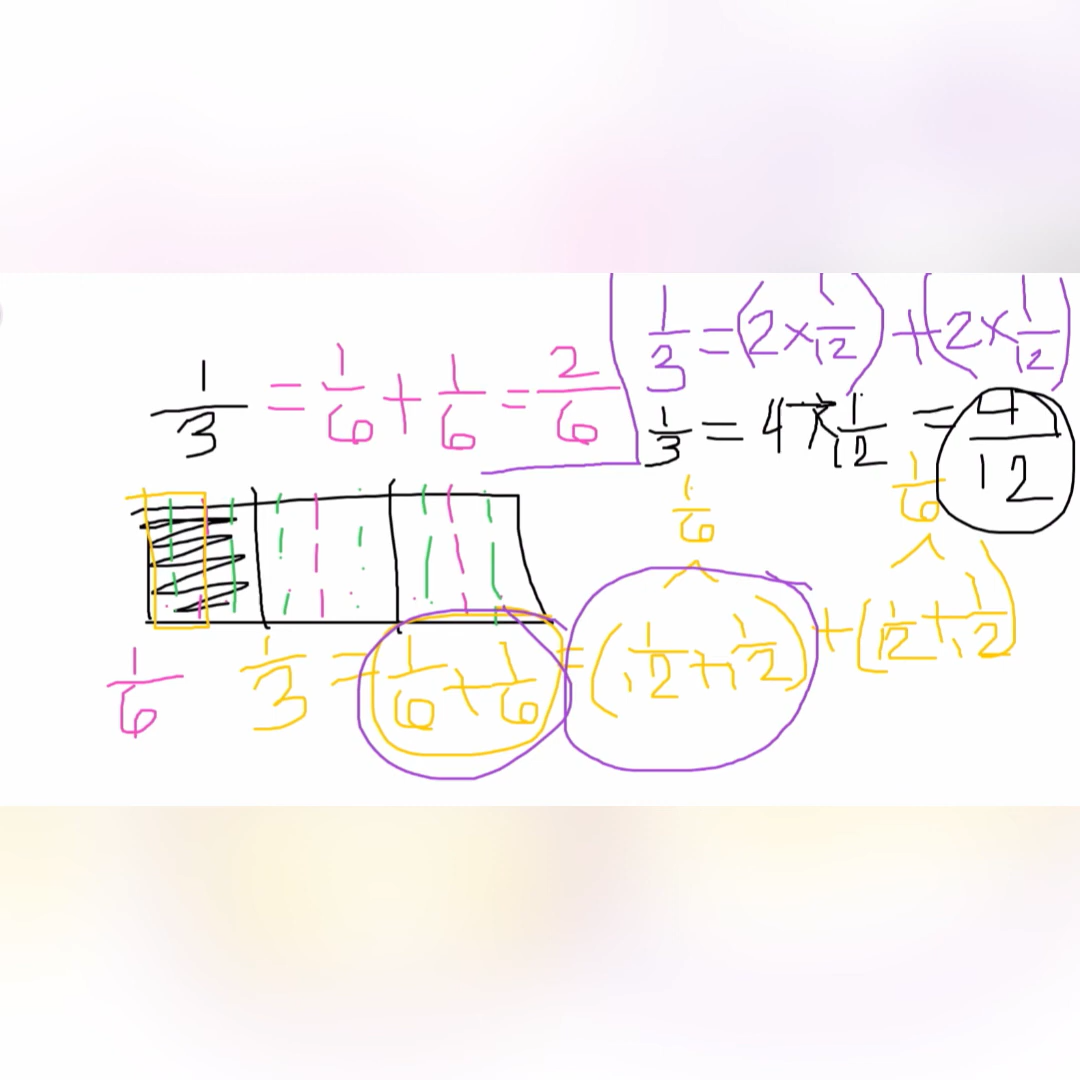 1/3 = 1/6 + 1/6 = 2/6
1/3 = (2 × 1/12) + (2 × 1/12)
1/3 = 4 × 1/12 = 4/12
1/6 1/6
1/6
1/3 = 1/6 + 1/6 = (1/12 + 1/12) + (1/12 + 1/12)